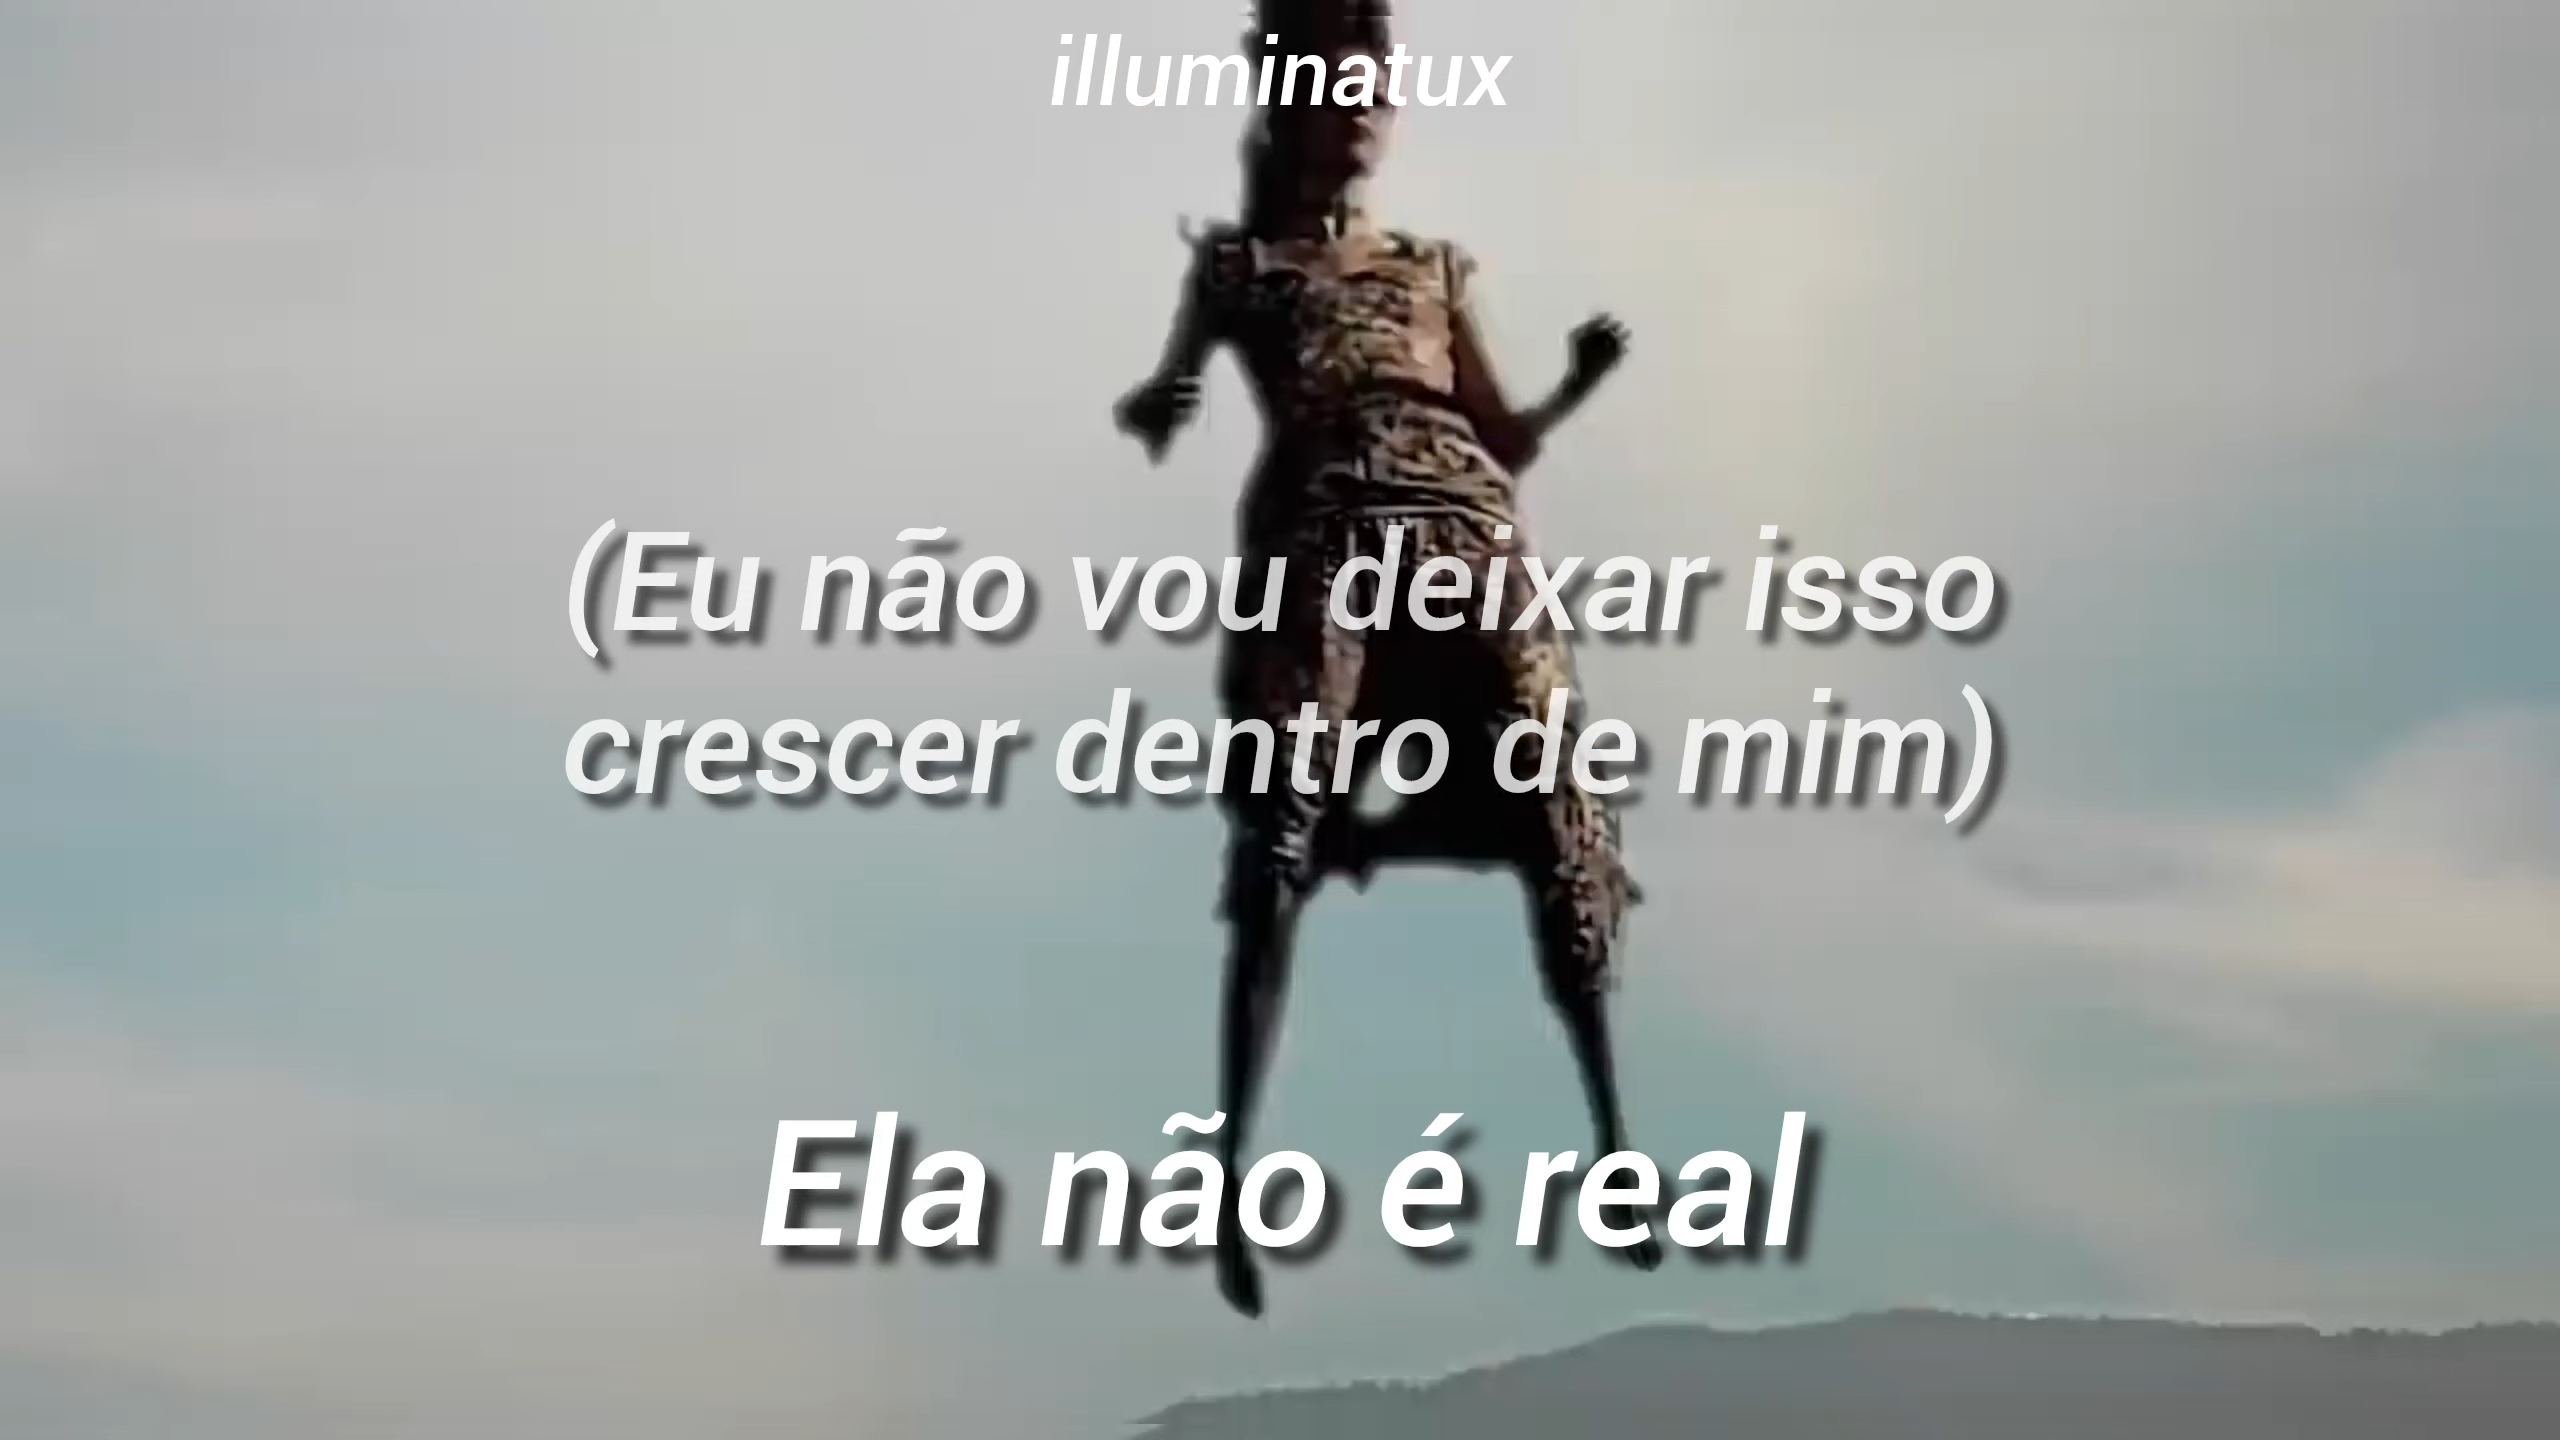 illuminatux
(Eu não vou deixar isso
crescer dentro de mim)
Ela não é real